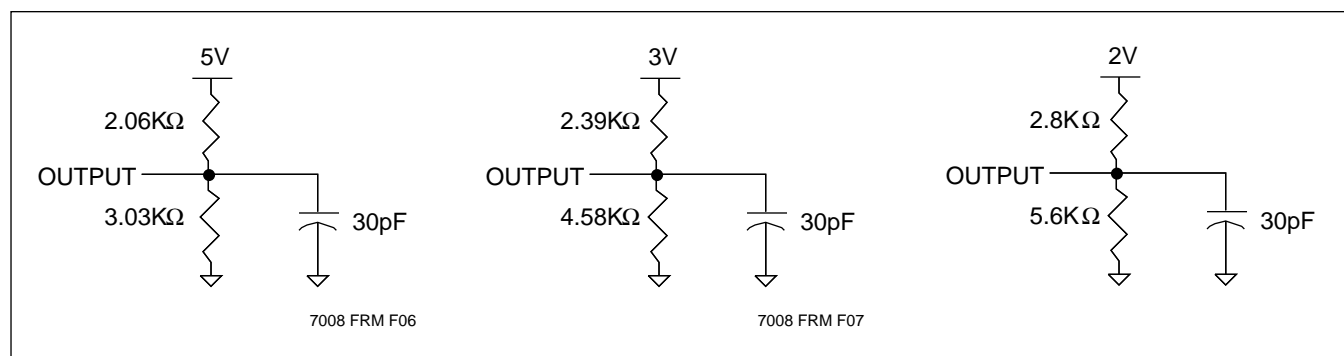 5V
2.06KΩ
OUTPUT
3.03KΩ
30pF
7008 FRM F06
3V
2.39KΩ
OUTPUT
4.58KΩ
30pF
7008 FRM F07
2V
2.8KΩ
OUTPUT
5.6KΩ
30pF